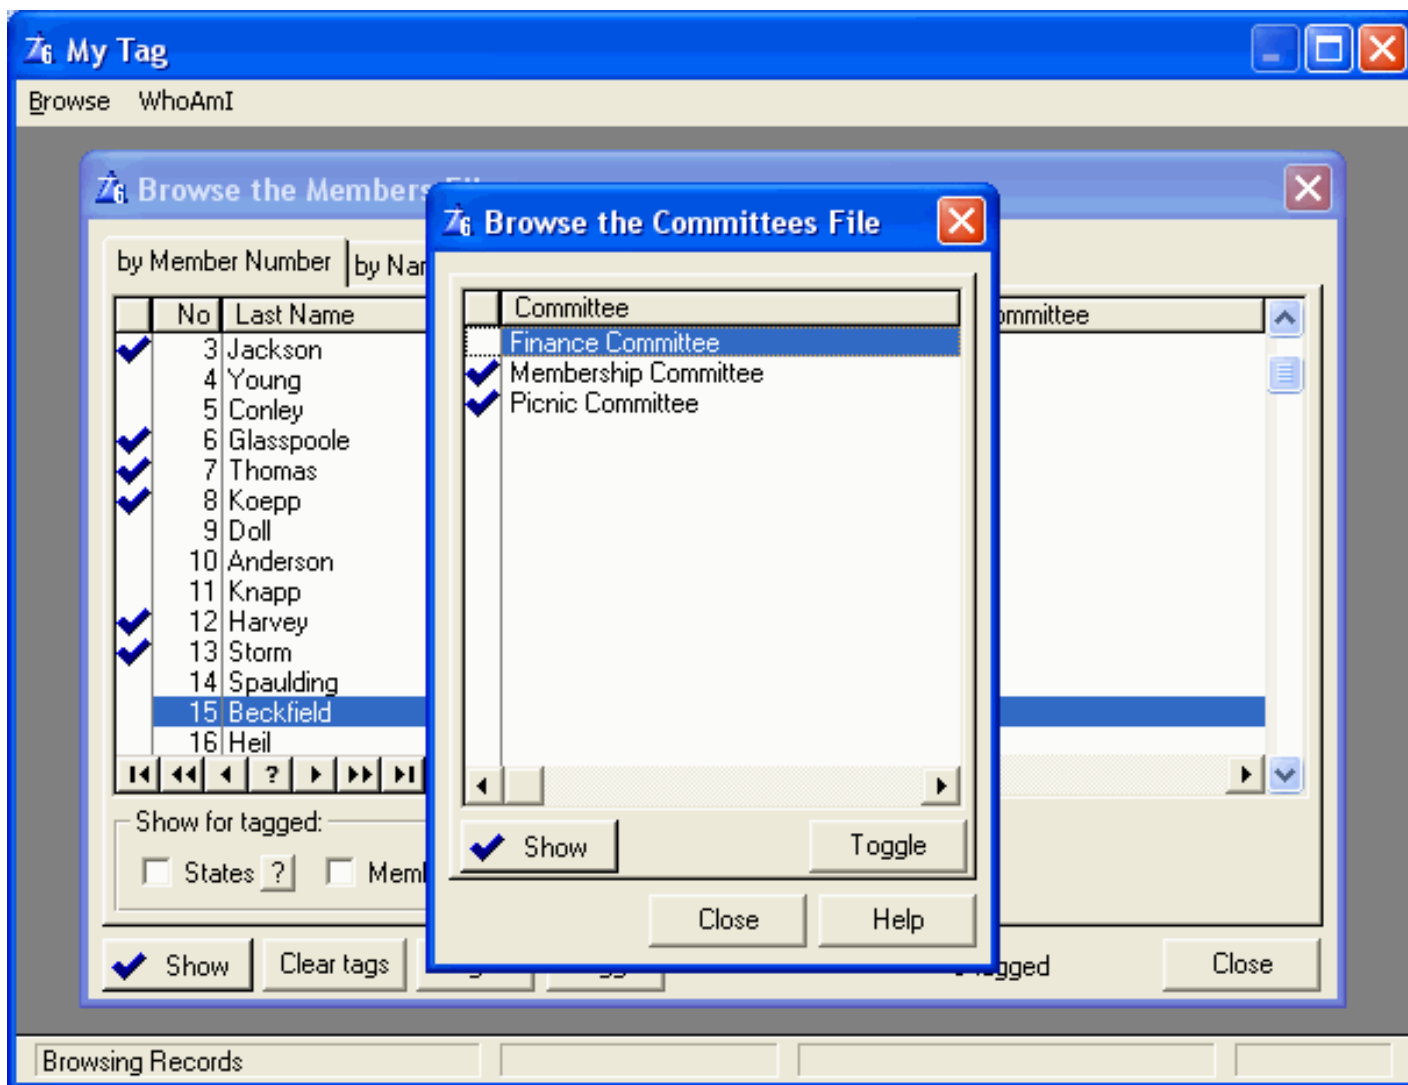 My Tag
Browse WhoAmI
Browse the Members
Browse the Committees File
by Member Number
by
No Last Name
3 Jackson
4 Young
5 Conley
6 Glasspoole
7 Thomas
8 Koepp
9 Doll
10 Anderson
11 Knapp
12 Harvey
13 Storm
14 Spaulding
15 Beckfield
16 Heil
?
Committee
Finance Committee
Membership Committee
Picnic Committee
Show Toggle
Close Help
Show for tagged:
States ?
Show Clear tags
Close
Browsing Records